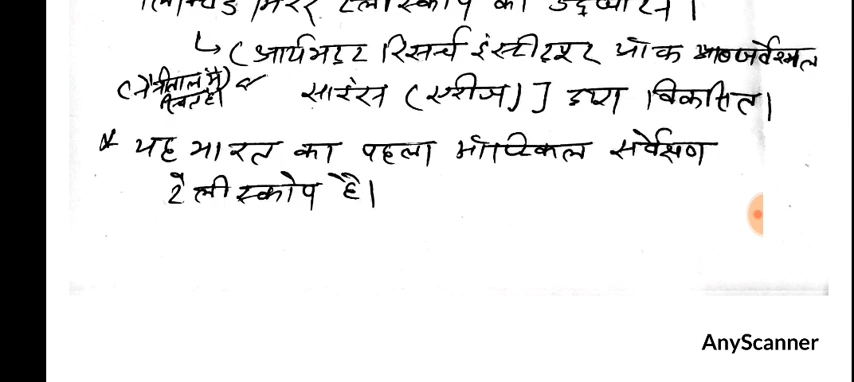 लिक्विड मिरर टेलीस्कोप का उद्घाटन।
↳ (आर्यभट्ट रिसर्च इंस्टीट्यूट ऑफ आब्जर्वेशनल
(नैनीताल में स्थित है) साइंस (एरीज)] द्वारा विकसित।
* यह भारत का पहला ऑप्टिकल सर्वेक्षण
टेलीस्कोप है।
AnyScanner